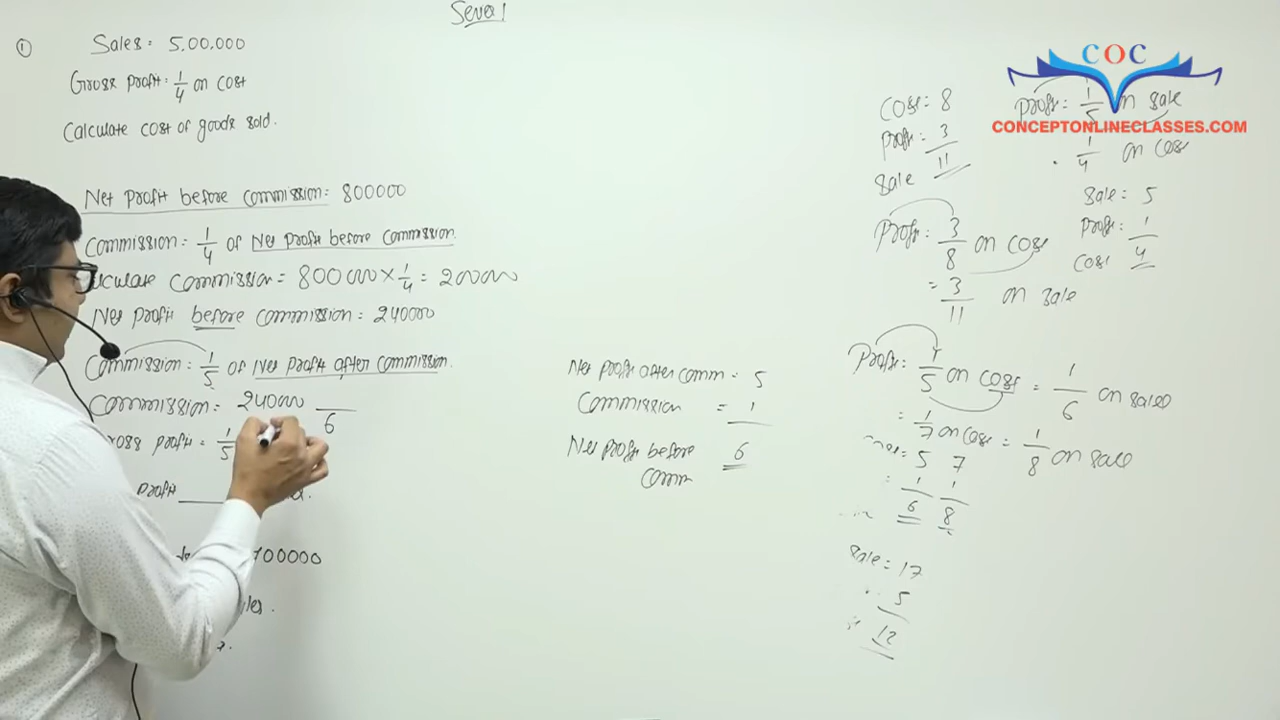 ①
Sales = 5,00,000
Gross Profit = 1/4 on cost
Calculate cost of goods sold.
Net Profit before commission = 800000
Commission = 1/4 of Net Profit before commission
Commission = 800000 × 1/4 = 200000
Net Profit before commission = 240000
Commission = 1/5 of Net Profit after commission.
Commission = 240000 /6
Profit = 1/5
Profit
100000
Net Profit after comm = 5
Commission = 1
Net Profit before comm 6
COC
CONCEPTONLINECLASSES.COM
Cost = 8
Profit = 3
Sale 11
Profit = 3/8 on cost
= 3/11 on sale
Profit = 1/5 on sale
1/4 on cost
Sale = 5
Profit = 1
Cost 4
Profit = 1/5 on cost = 1/6 on sales
= 1/7 on cost = 1/8 on sale
= 5 7
= 1 1
6 8
Sale = 17
5
12